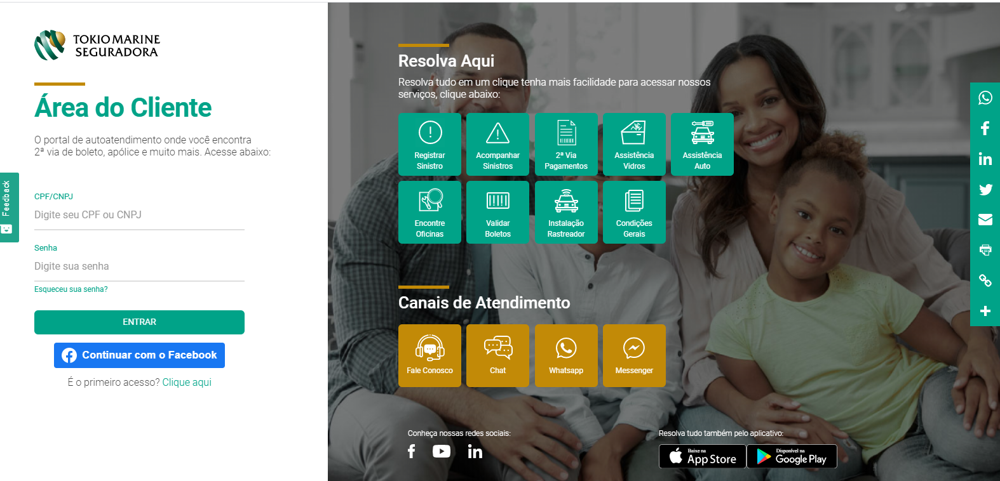 TOKIO MARINE
SEGURADORA
Área do Cliente
O portal de autoatendimento onde você encontra
2ª via de boleto, apólice e muito mais. Acesse abaixo:
Feedback
CPF/CNPJ
Digite seu CPF ou CNPJ
Senha
Digite sua senha
Esqueceu sua senha?
ENTRAR
Continuar com o Facebook
É o primeiro acesso? Clique aqui
Resolva Aqui
Resolva tudo em um clique tenha mais facilidade para acessar nossos
serviços, clique abaixo:
Registrar
Sinistro
Acompanhar
Sinistros
2ª Via
Pagamentos
Assistência
Vidros
Assistência
Auto
Encontre
Oficinas
Validar
Boletos
Instalação
Rastreador
Condições
Gerais
Canais de Atendimento
Fale Conosco
Chat
Whatsapp
Messenger
Conheça nossas redes sociais:
Resolva tudo também pelo aplicativo:
Baixe na
App Store
Disponível na
Google Play